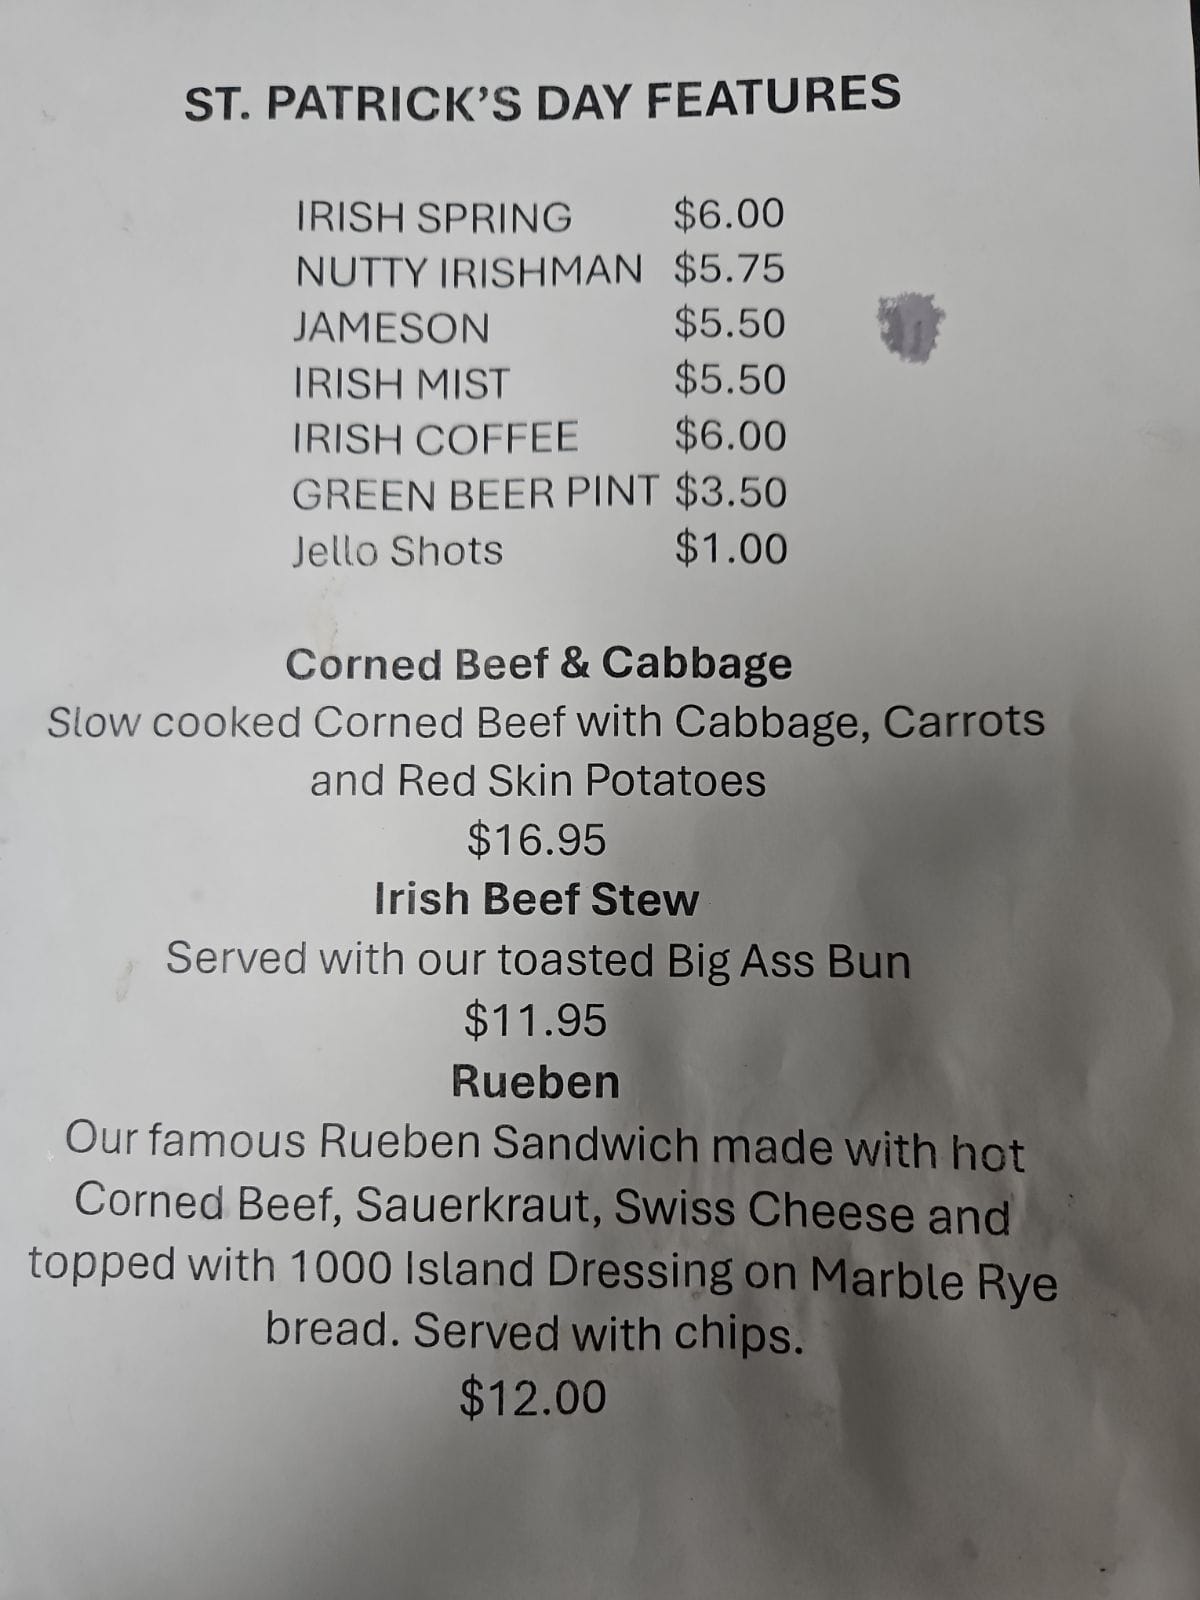 ST. PATRICK'S DAY FEATURES
IRISH SPRING $6.00
NUTTY IRISHMAN $5.75
JAMESON $5.50
IRISH MIST $5.50
IRISH COFFEE $6.00
GREEN BEER PINT $3.50
Jello Shots $1.00
Corned Beef & Cabbage
Slow cooked Corned Beef with Cabbage, Carrots
and Red Skin Potatoes
$16.95
Irish Beef Stew
Served with our toasted Big Ass Bun
$11.95
Rueben
Our famous Rueben Sandwich made with hot
Corned Beef, Sauerkraut, Swiss Cheese and
topped with 1000 Island Dressing on Marble Rye
bread. Served with chips.
$12.00